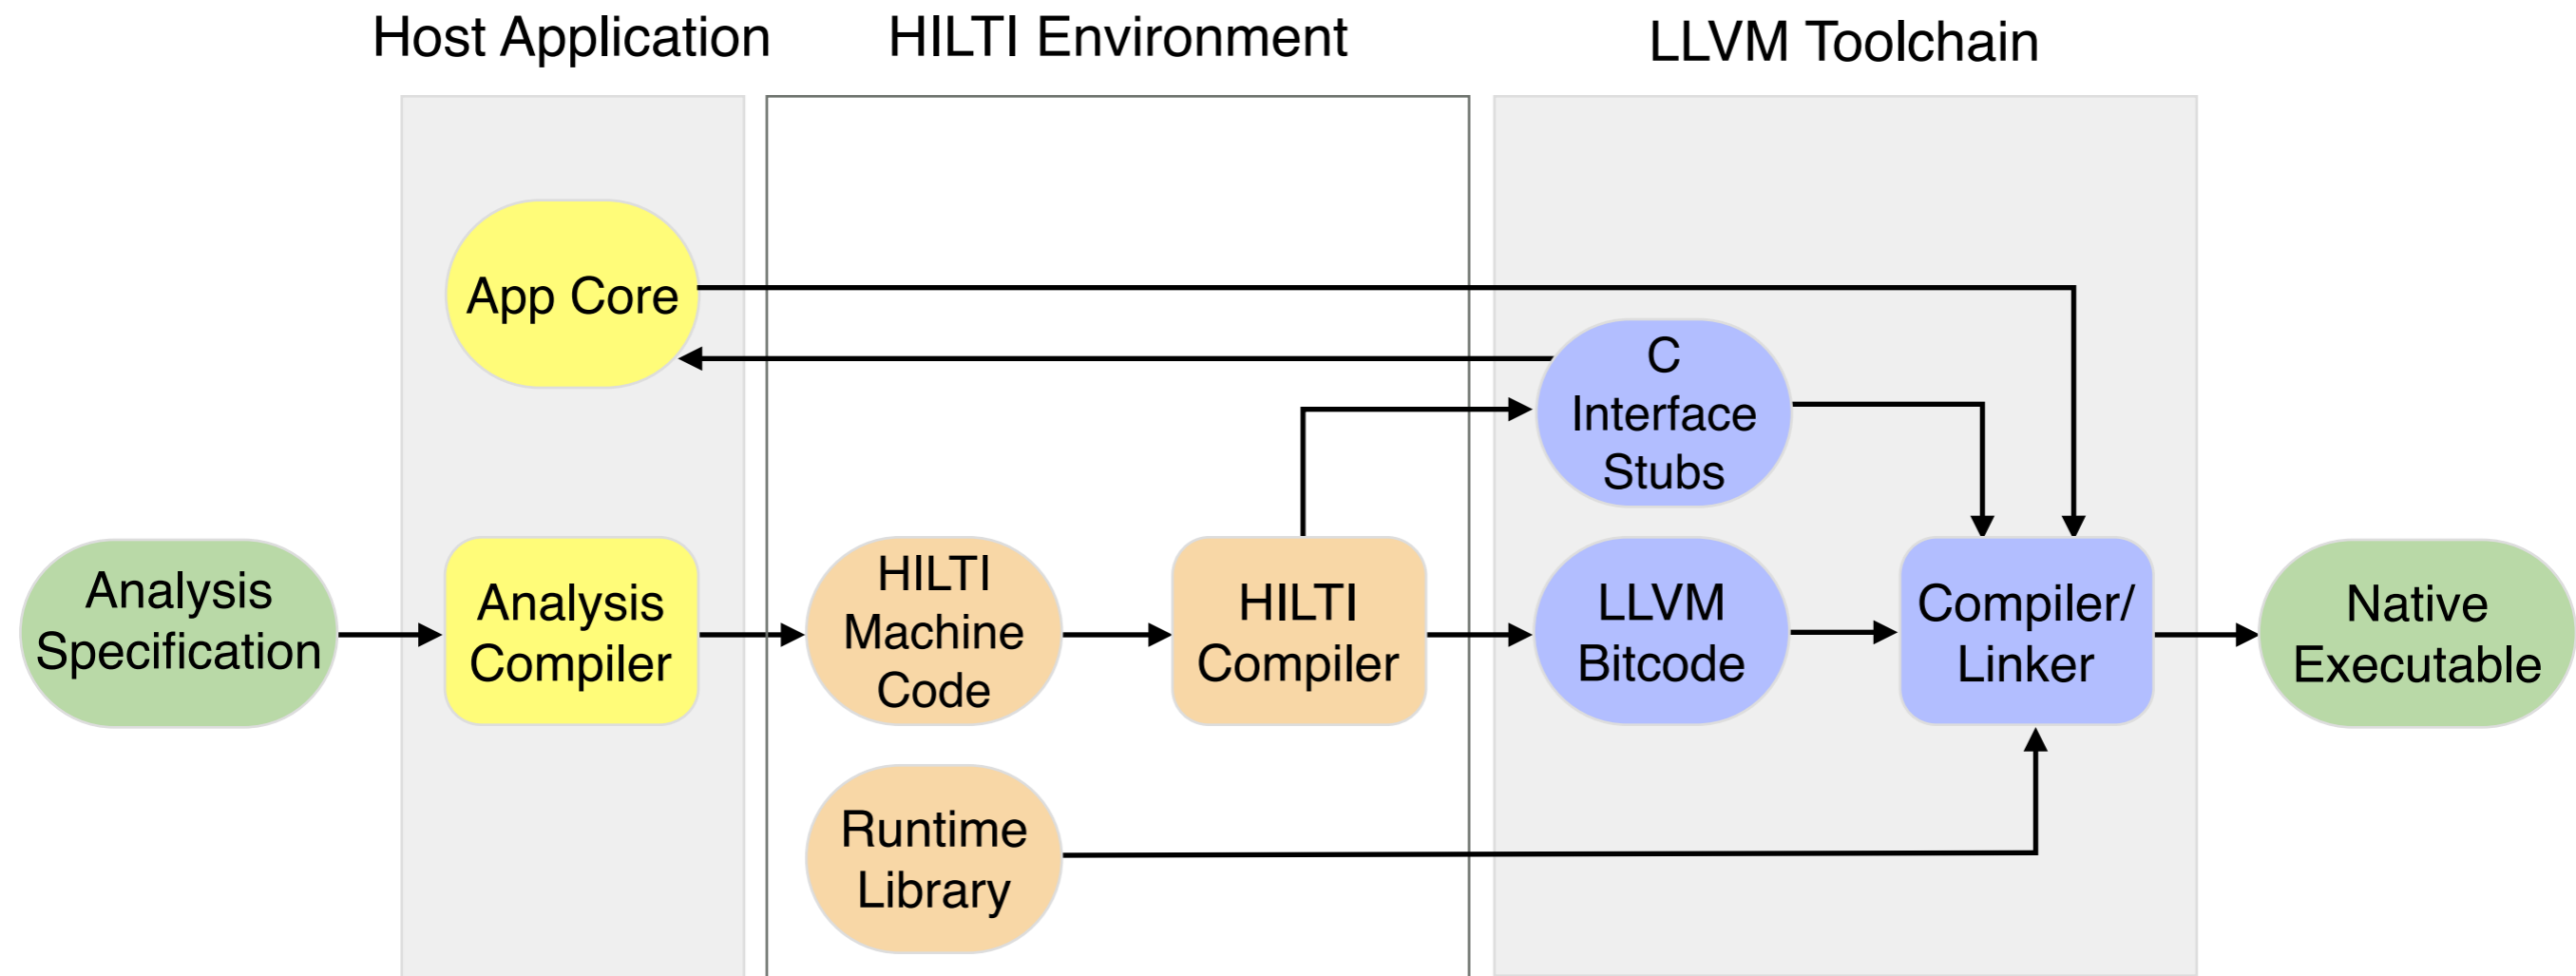 Host Application
HILTI Environment
LLVM Toolchain
App Core
C
Interface
Stubs
Analysis
Specification
Analysis
Compiler
HILTI
Machine
Code
HILTI
Compiler
LLVM
Bitcode
Compiler/
Linker
Native
Executable
Runtime
Library